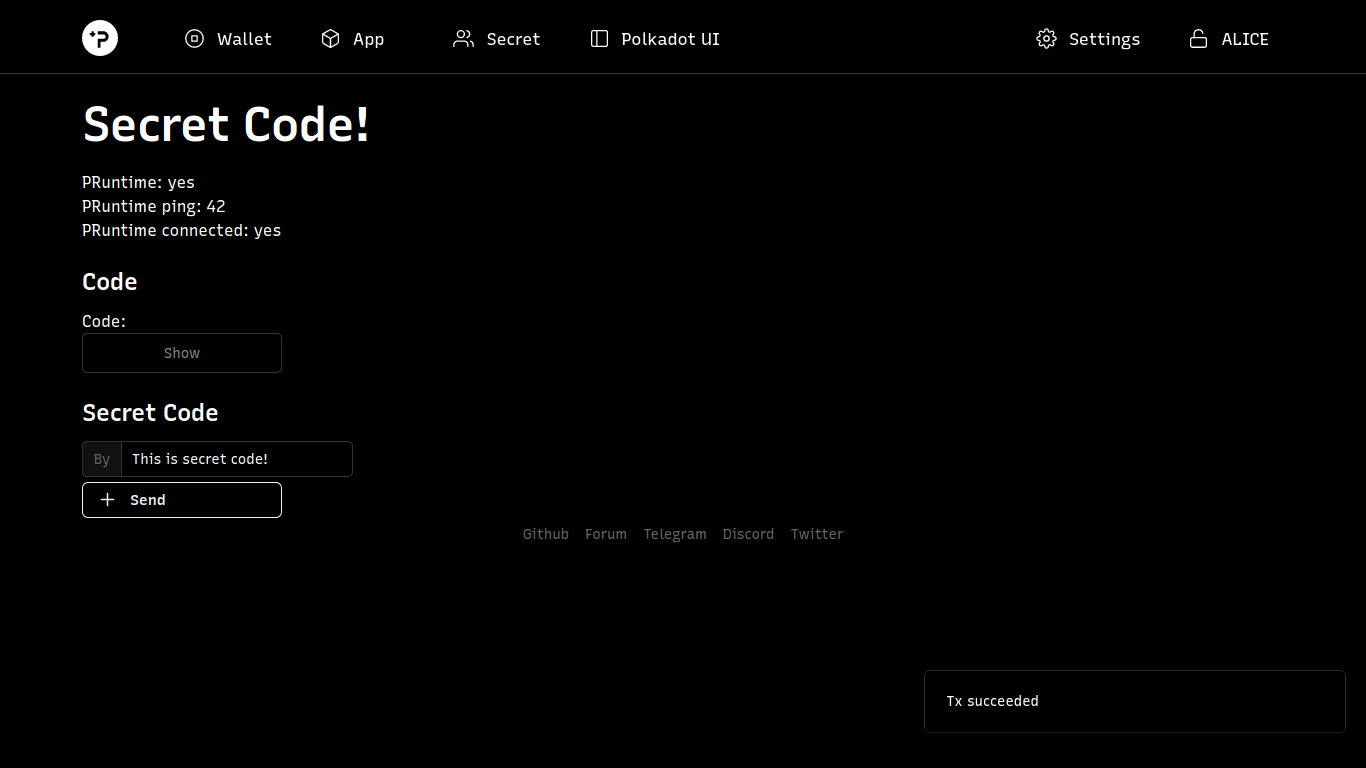 P Wallet App Secret Polkadot UI Settings ALICE
Secret Code!
PRuntime: yes
PRuntime ping: 42
PRuntime connected: yes
Code
Code:
Show
Secret Code
By This is secret code!
Send
Github Forum Telegram Discord Twitter
Tx succeeded